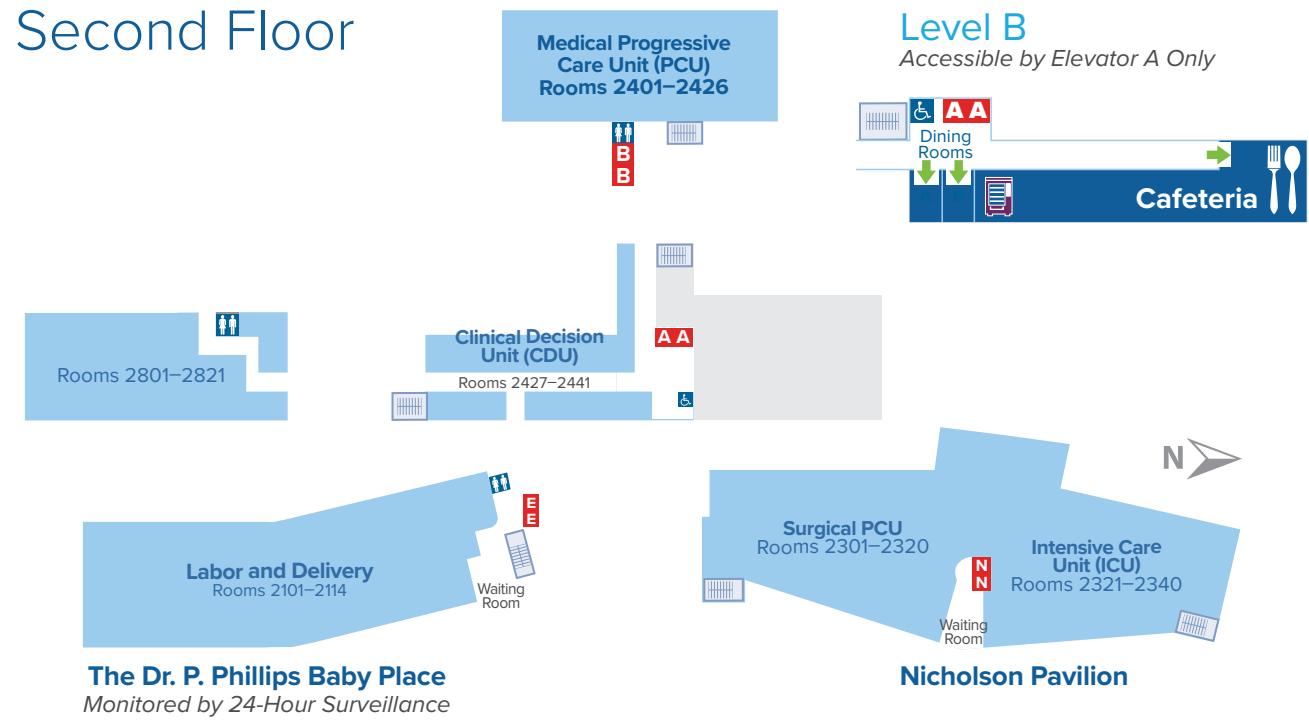 Second Floor
Medical Progressive
Care Unit (PCU)
Rooms 2401–2426
B
B
Level B
Accessible by Elevator A Only
A A
Dining
Rooms
Cafeteria
Rooms 2801–2821
Clinical Decision
Unit (CDU)
Rooms 2427–2441
A A
N
Labor and Delivery
Rooms 2101–2114
E
E
Waiting
Room
The Dr. P. Phillips Baby Place
Monitored by 24-Hour Surveillance
Surgical PCU
Rooms 2301–2320
N
N
Intensive Care
Unit (ICU)
Rooms 2321–2340
Waiting
Room
Nicholson Pavilion